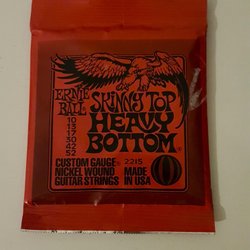 ERNIE
BALL
SKINNY TOP
HEAVY
BOTTOM
10
13
17
30
42
52
CUSTOM GAUGE
NICKEL WOUND
GUITAR STRINGS
2215
MADE
IN USA